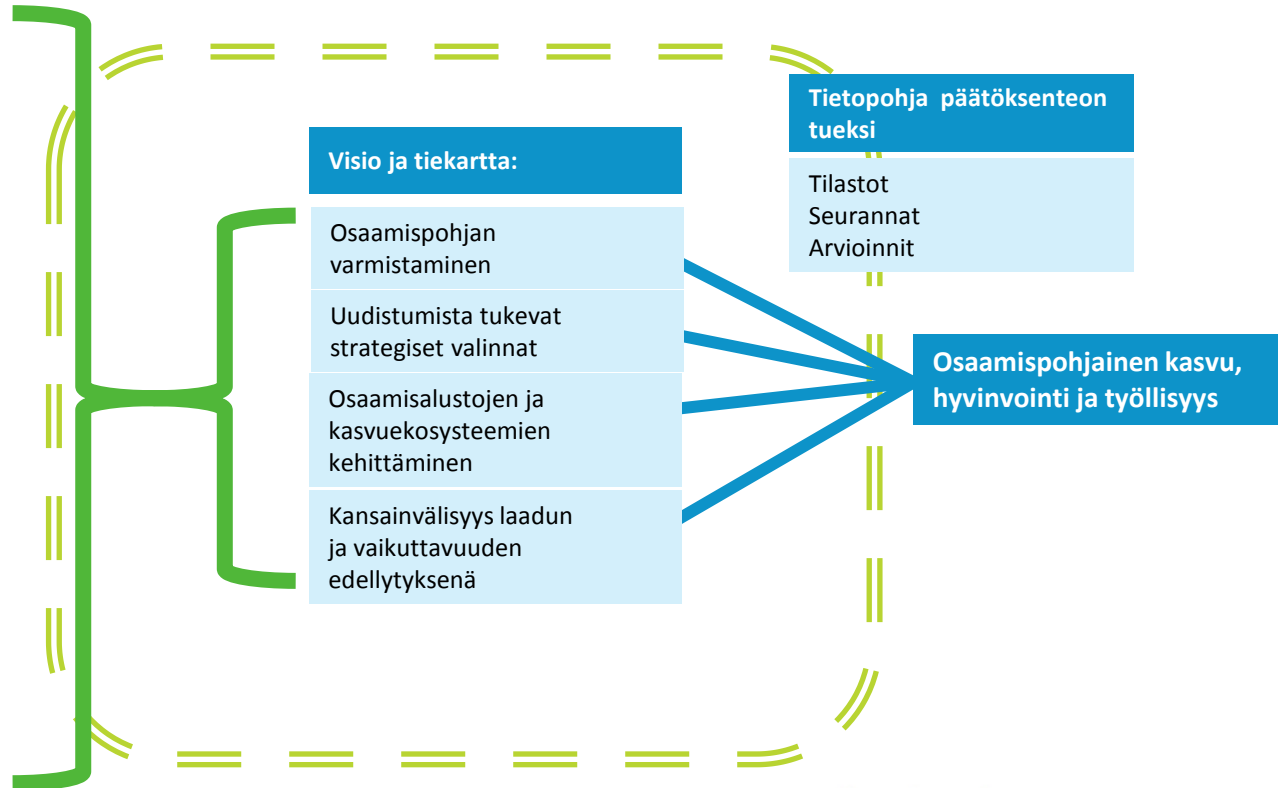 Tietopohja päätöksenteon
tueksi
Tilastot
Seurannat
Arvioinnit
Visio ja tiekartta:
Osaamispohjan
varmistaminen
Uudistumista tukevat
strategiset valinnat
Osaamisalustojen ja
kasvuekosysteemien
kehittäminen
Kansainvälisyys laadun
ja vaikuttavuuden
edellytyksenä
Osaamispohjainen kasvu,
hyvinvointi ja työllisyys